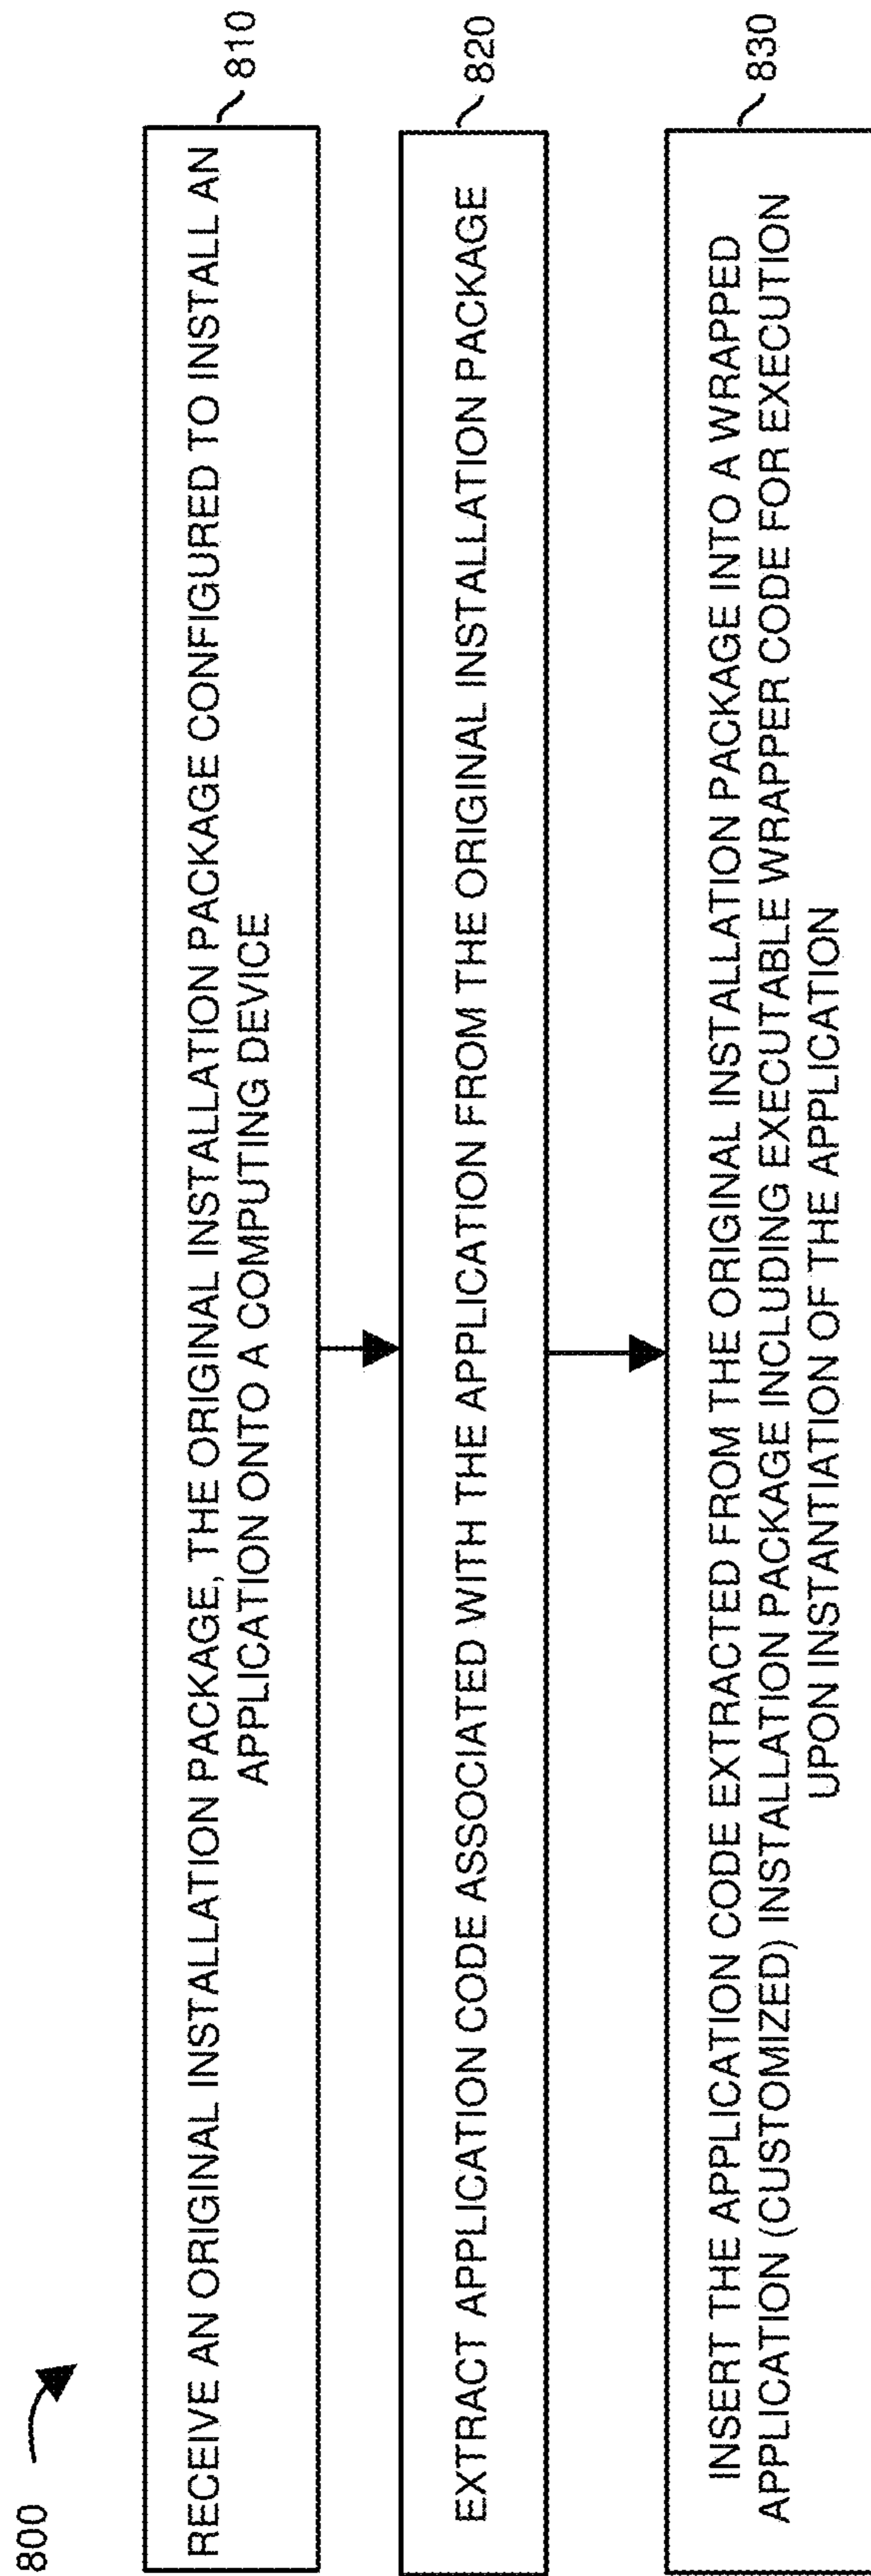 800
RECEIVE AN ORIGINAL INSTALLATION PACKAGE, THE ORIGINAL INSTALLATION PACKAGE CONFIGURED TO INSTALL AN
APPLICATION ONTO A COMPUTING DEVICE
810
EXTRACT APPLICATION CODE ASSOCIATED WITH THE APPLICATION FROM THE ORIGINAL INSTALLATION PACKAGE
820
INSERT THE APPLICATION CODE EXTRACTED FROM THE ORIGINAL INSTALLATION PACKAGE INTO A WRAPPED
APPLICATION (CUSTOMIZED) INSTALLATION PACKAGE INCLUDING EXECUTABLE WRAPPER CODE FOR EXECUTION
UPON INSTANTIATION OF THE APPLICATION
830